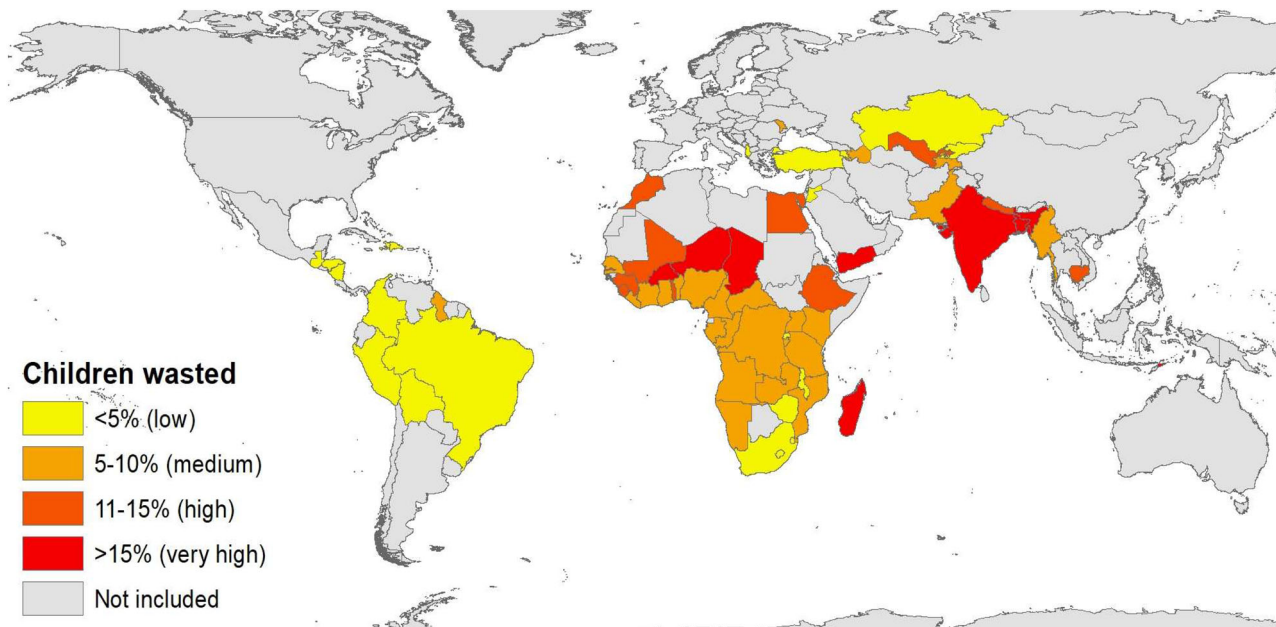 Children wasted
<5% (low)
5-10% (medium)
11-15% (high)
>15% (very high)
Not included